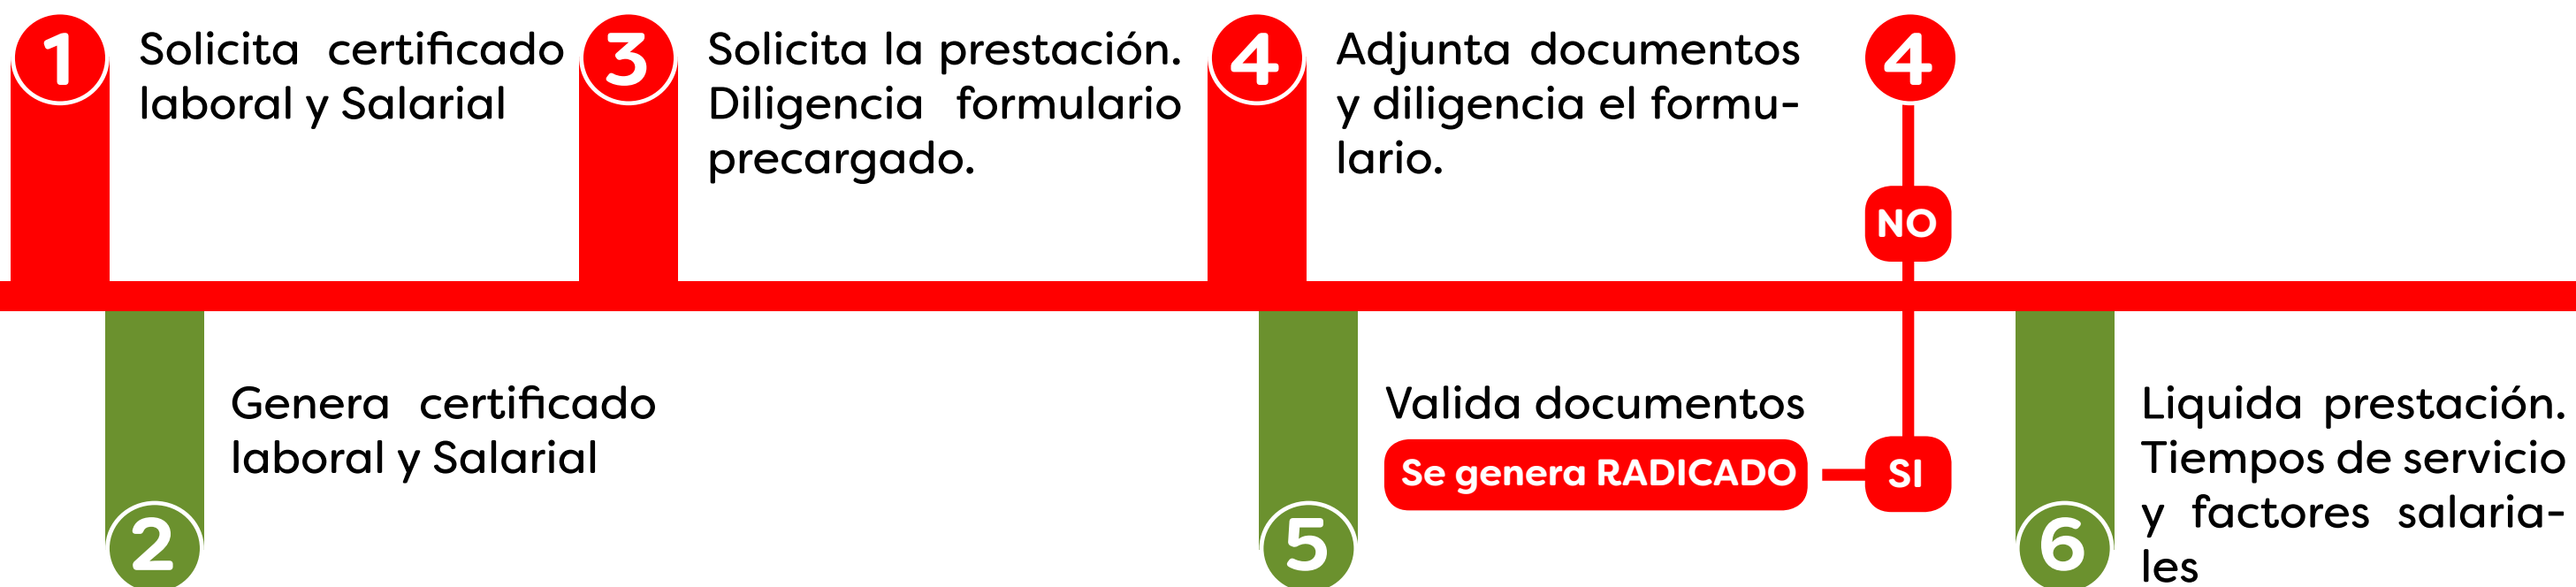 1
Solicita certificado
laboral y Salarial
3
Solicita la prestación.
Diligencia formulario
precargado.
4
Adjunta documentos
y diligencia el formu-
lario.
4
NO
2
Genera certificado
laboral y Salarial
5
Valida documentos
Se genera RADICADO
SI
6
Liquida prestación.
Tiempos de servicio
y factores salaria-
les